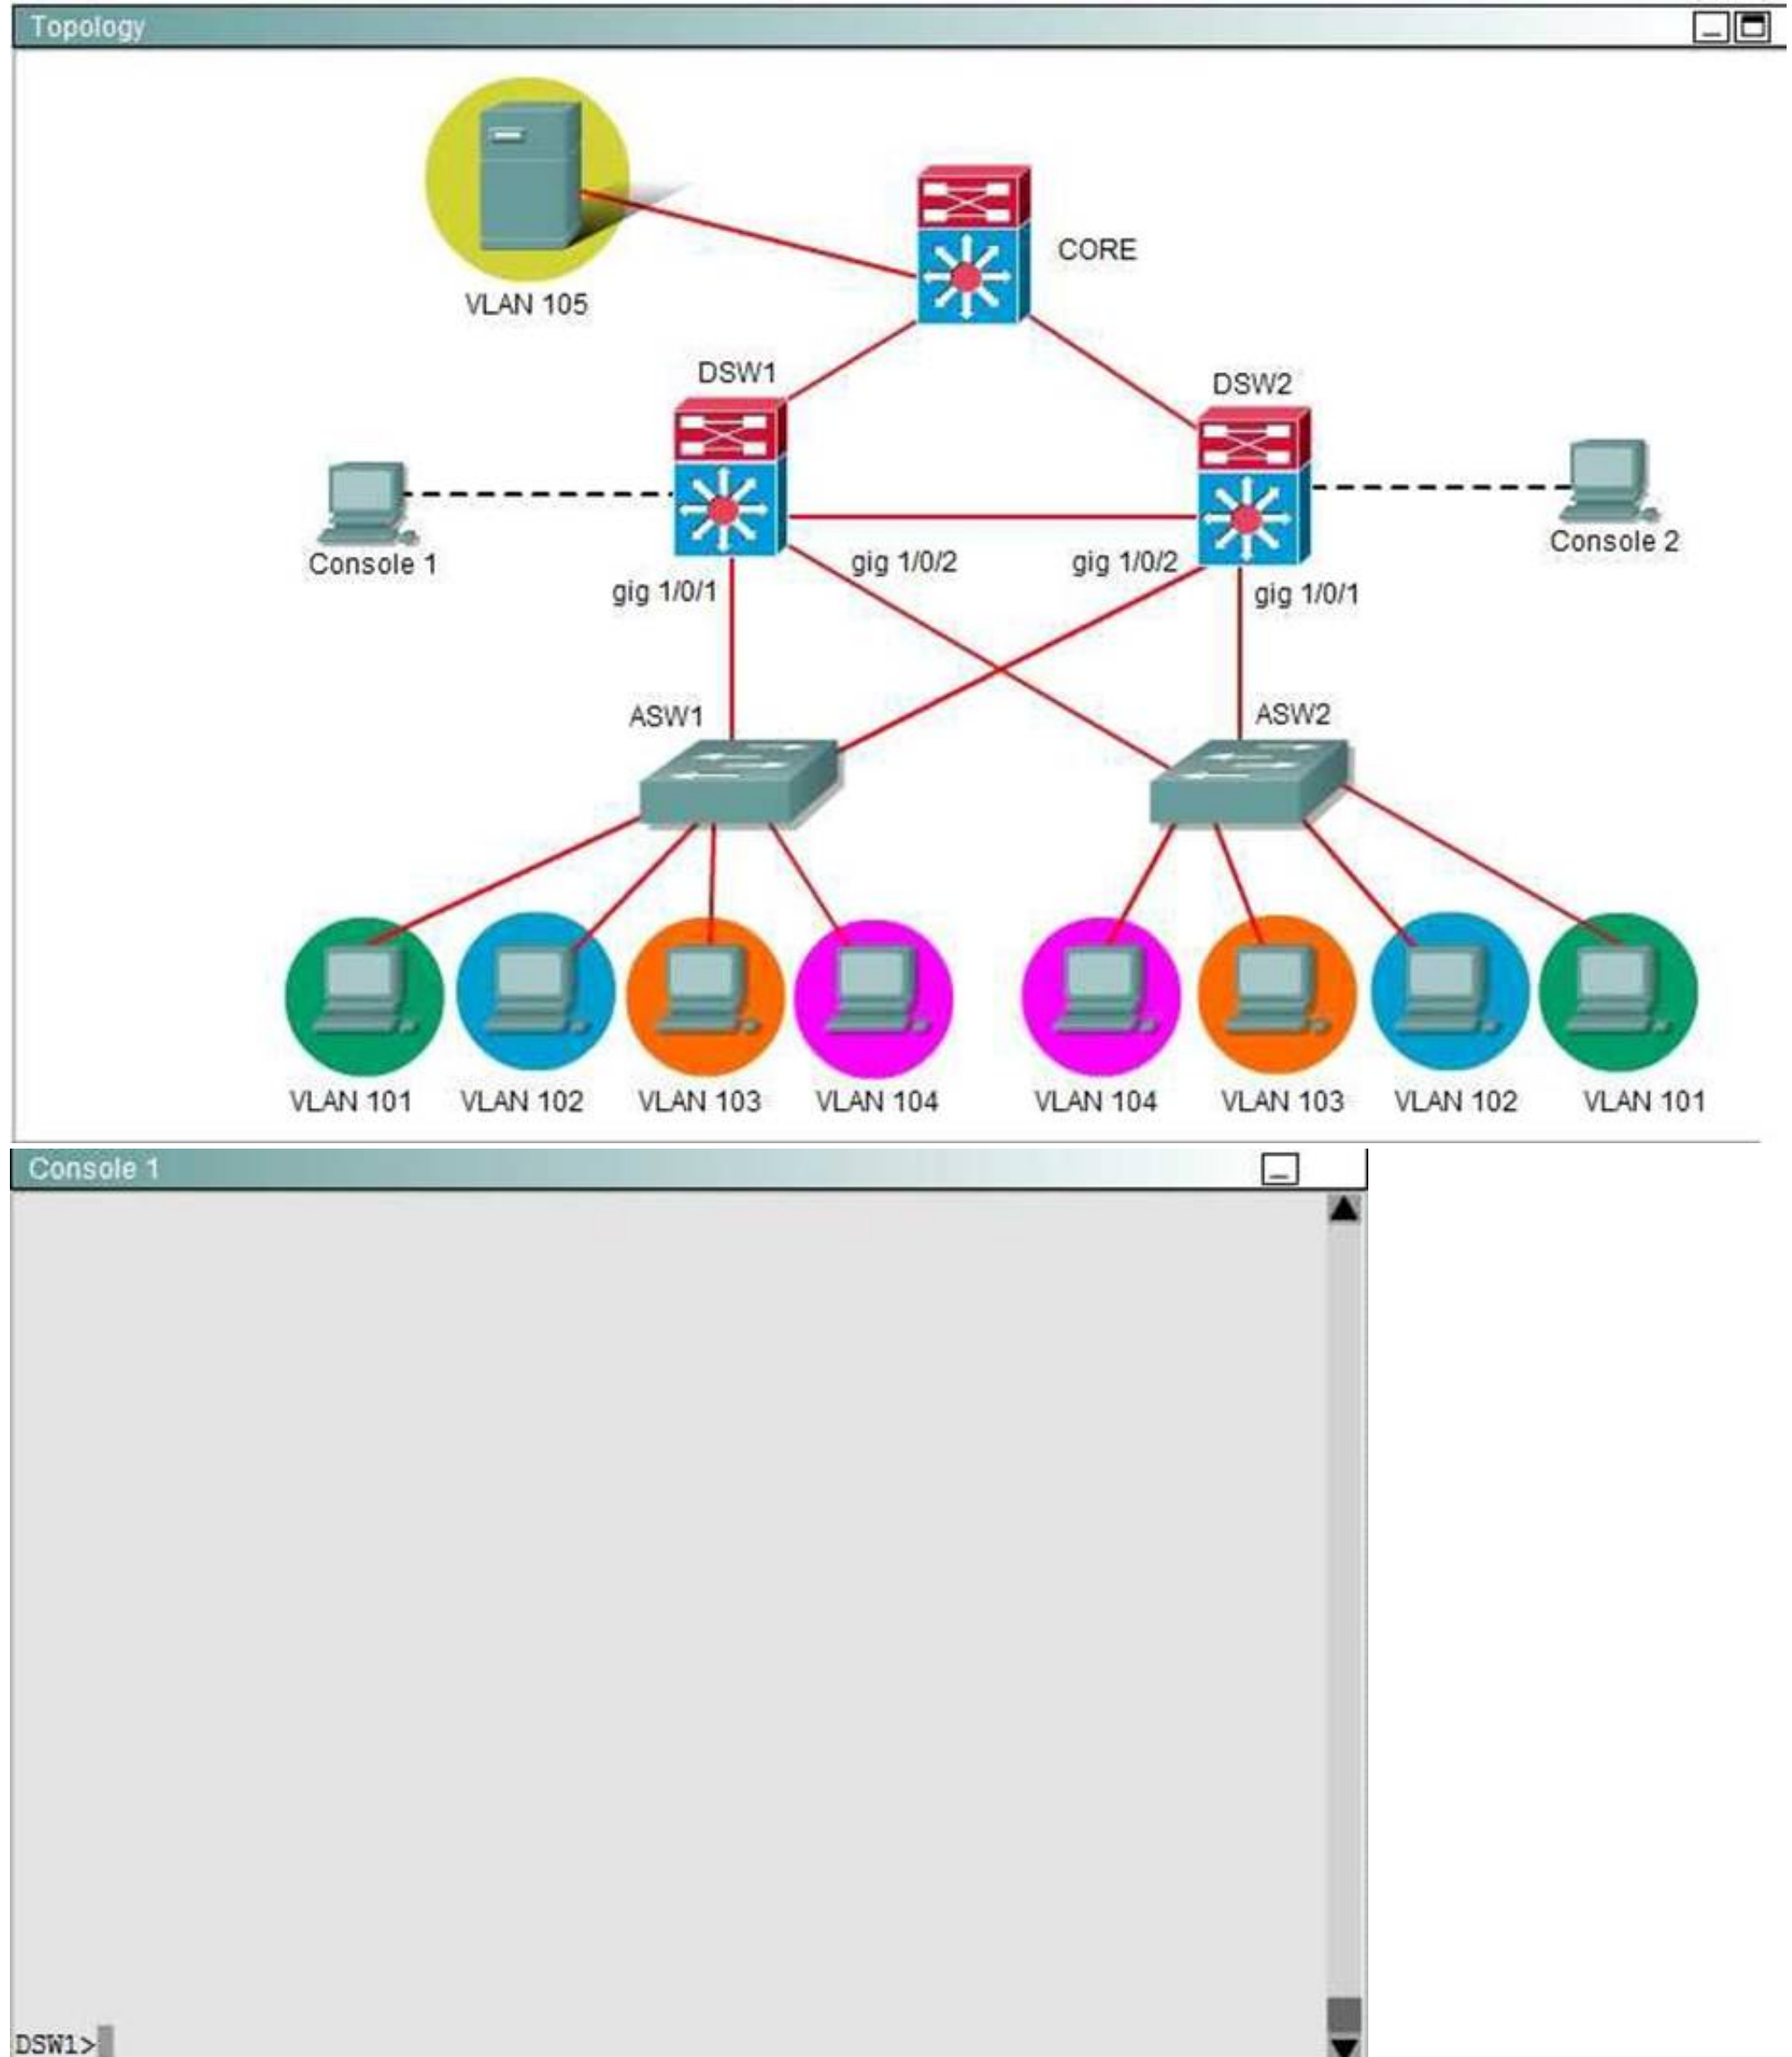 Topology
VLAN 105
CORE
DSW1
DSW2
Console 1
Console 2
gig 1/0/1
gig 1/0/2
gig 1/0/2
gig 1/0/1
ASW1
ASW2
VLAN 101
VLAN 102
VLAN 103
VLAN 104
VLAN 104
VLAN 103
VLAN 102
VLAN 101
Console 1
DSW1>